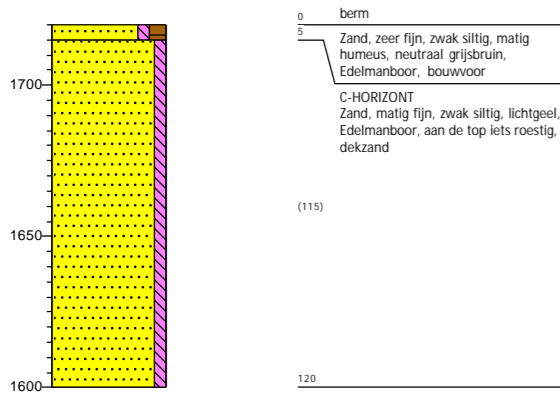 0
berm
5
Zand, zeer fijn, zwak siltig, matig
humeus, neutraal grijsbruin,
Edelmanboor, bouwvoor
1700
C-HORIZONT
Zand, matig fijn, zwak siltig, lichtgeel,
Edelmanboor, aan de top iets roestig,
dekzand
(115)
1650
120
1600